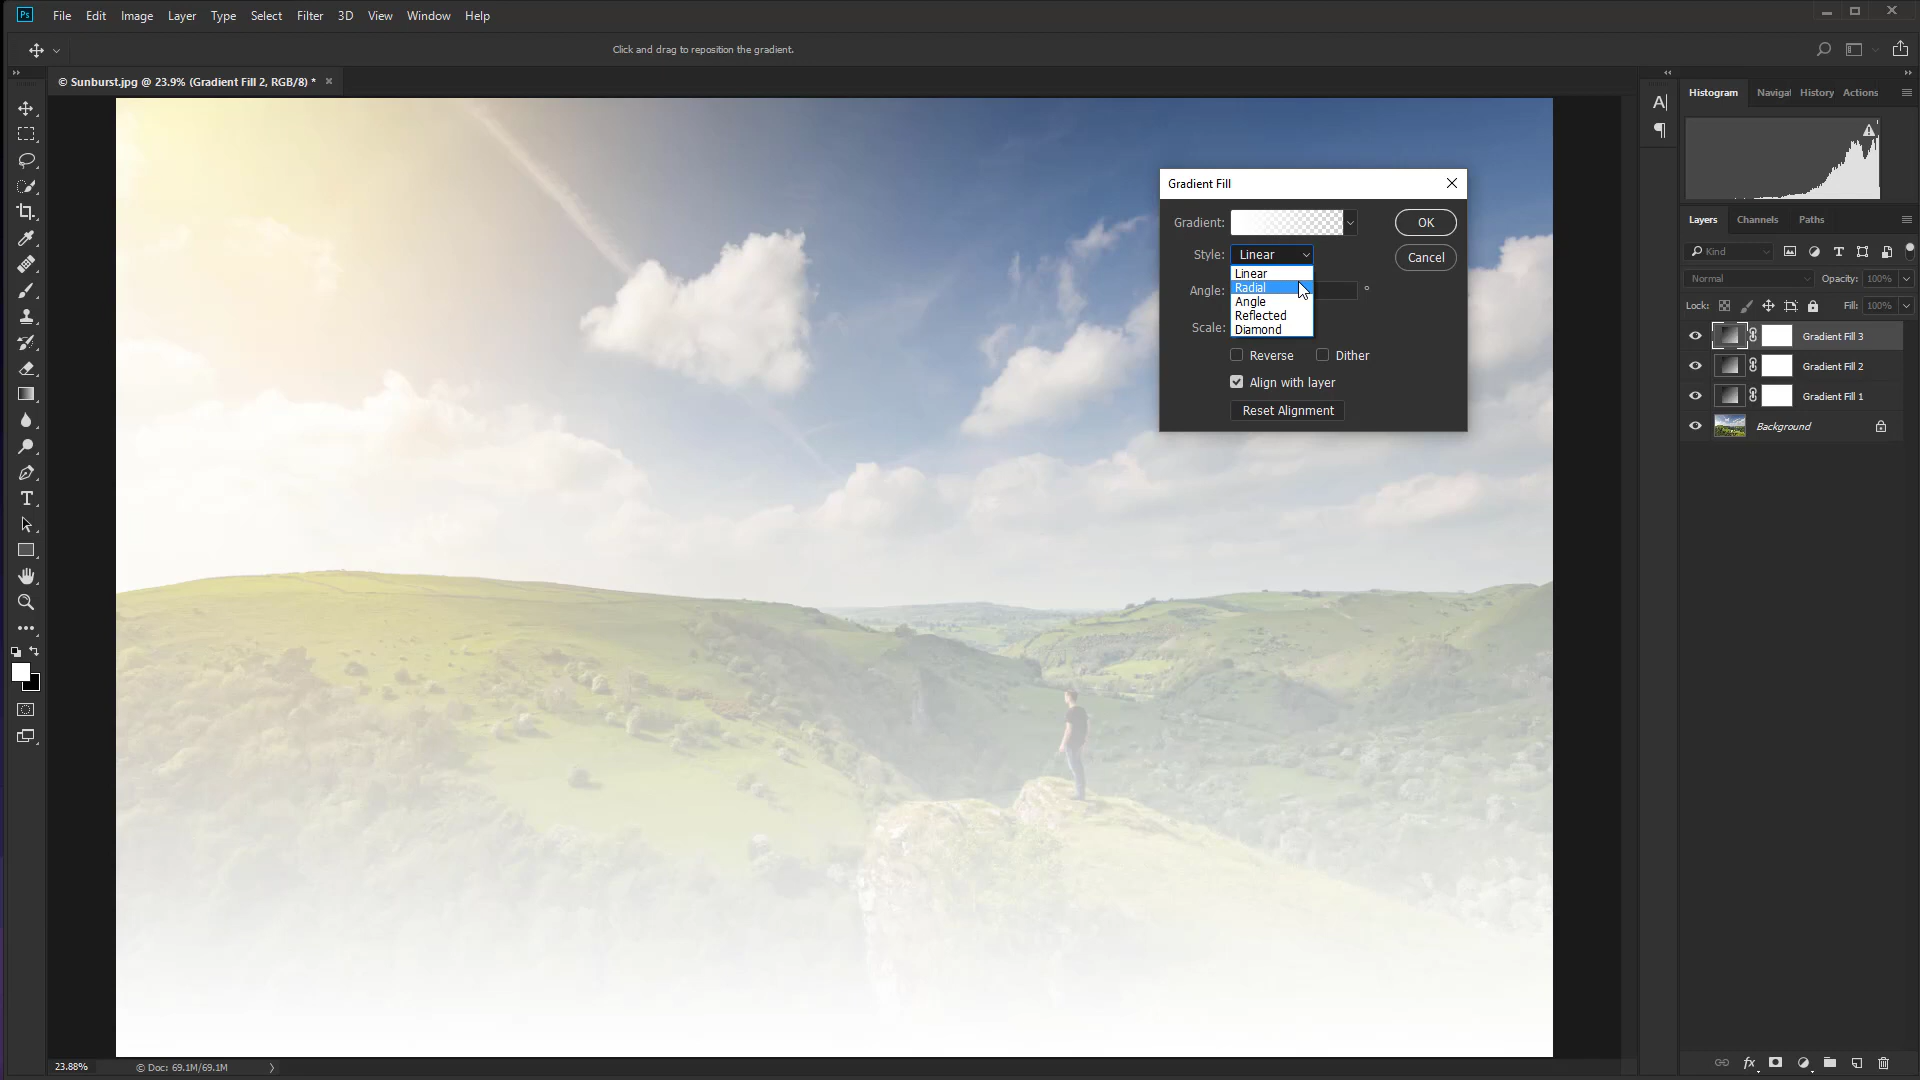 Ps File Edit Image Layer Type Select Filter 3D View Window Help
Click and drag to reposition the gradient.
© Sunburst.jpg @ 23.9% (Gradient Fill 2, RGB/8) * ×
Histogram Navigat History Actions
Gradient Fill
Gradient: OK
Style: Linear Cancel
Linear
Radial
Angle
Reflected
Diamond
Angle: °
Scale:
Reverse Dither
Align with layer
Reset Alignment
Layers Channels Paths
Kind
Normal Opacity: 100%
Lock: Fill: 100%
Gradient Fill 3
Gradient Fill 2
Gradient Fill 1
Background
fx
23.88% © Doc: 69.1M/69.1M